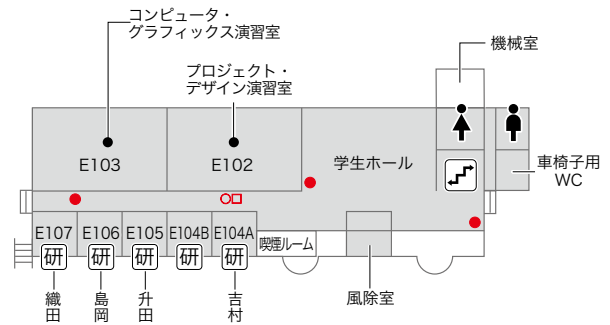 コンピュータ・
グラフィックス演習室
プロジェクト・
デザイン演習室
機械室
E103
E102
学生ホール
車椅子用
WC
E107
E106
E105
E104B
E104A
研
研
研
研
研
喫煙ルーム
織田
島岡
升田
吉村
風除室